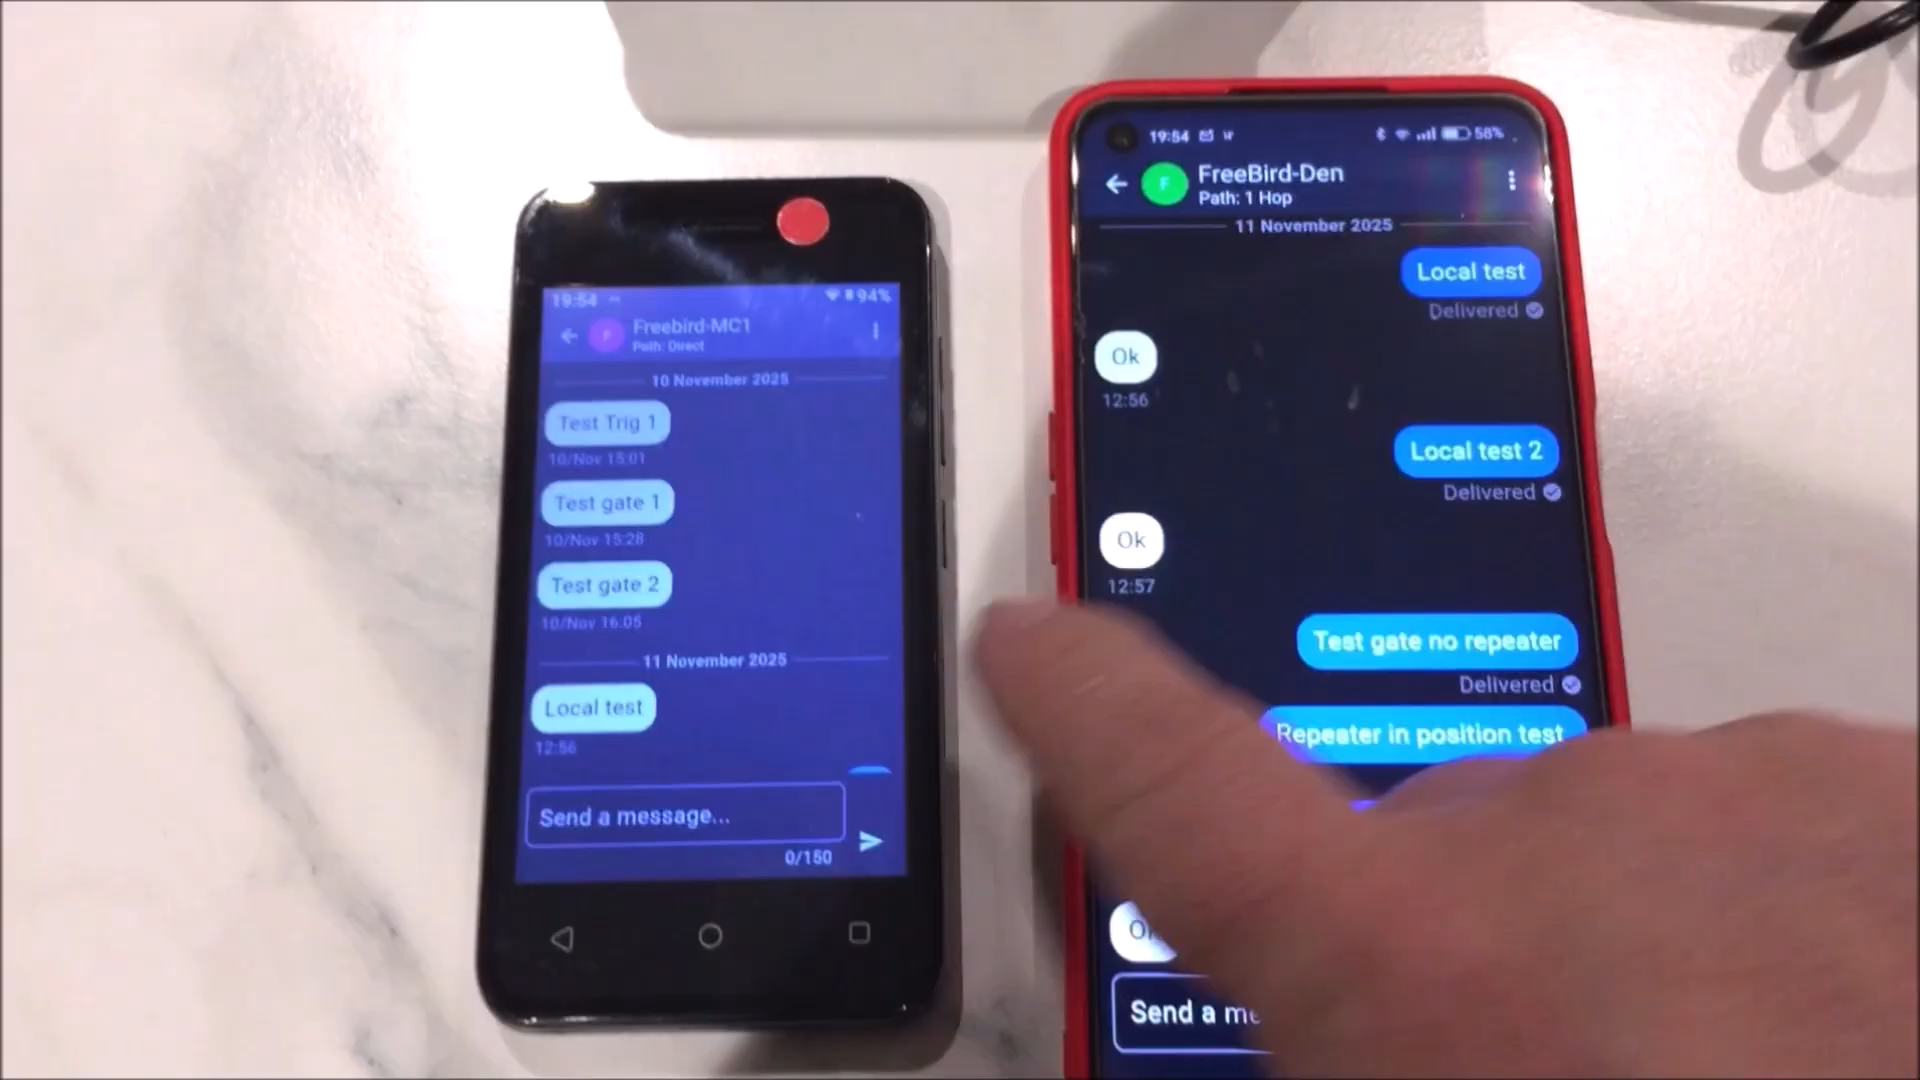 19:54
94%
F
Freebird-MC1
Path: Direct
10 November 2025
Test Trig 1
10/Nov 15:01
Test gate 1
10/Nov 15:28
Test gate 2
10/Nov 16:05
11 November 2025
Local test
12:56
Send a message...
0/150
19:54
58%
F
FreeBird-Den
Path: 1 Hop
11 November 2025
Local test
Delivered
Ok
12:56
Local test 2
Delivered
Ok
12:57
Test gate no repeater
Delivered
Repeater in position test
Ok
Send a me